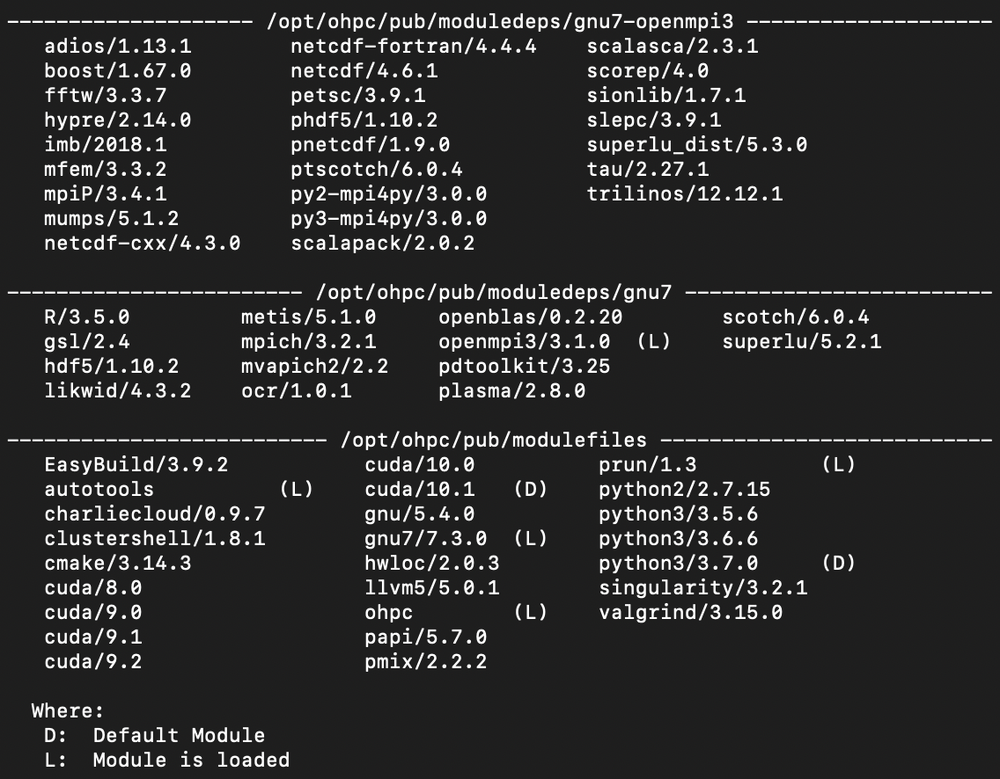 -------------------- /opt/ohpc/pub/moduledeps/gnu7-openmpi3 --------------------
   adios/1.13.1        netcdf-fortran/4.4.4    scalasca/2.3.1
   boost/1.67.0        netcdf/4.6.1            scorep/4.0
   fftw/3.3.7          petsc/3.9.1             sionlib/1.7.1
   hypre/2.14.0        phdf5/1.10.2            slepc/3.9.1
   imb/2018.1          pnetcdf/1.9.0           superlu_dist/5.3.0
   mfem/3.3.2          ptscotch/6.0.4          tau/2.27.1
   mpiP/3.4.1          py2-mpi4py/3.0.0        trilinos/12.12.1
   mumps/5.1.2         py3-mpi4py/3.0.0
   netcdf-cxx/4.3.0    scalapack/2.0.2

------------------------ /opt/ohpc/pub/moduledeps/gnu7 -------------------------
   R/3.5.0         metis/5.1.0     openblas/0.2.20        scotch/6.0.4
   gsl/2.4         mpich/3.2.1     openmpi3/3.1.0  (L)    superlu/5.2.1
   hdf5/1.10.2     mvapich2/2.2    pdtoolkit/3.25
   likwid/4.3.2    ocr/1.0.1       plasma/2.8.0

-------------------------- /opt/ohpc/pub/modulefiles ---------------------------
   EasyBuild/3.9.2           cuda/10.0          prun/1.3          (L)
   autotools          (L)    cuda/10.1   (D)    python2/2.7.15
   charliecloud/0.9.7        gnu/5.4.0          python3/3.5.6
   clustershell/1.8.1        gnu7/7.3.0  (L)    python3/3.6.6
   cmake/3.14.3              hwloc/2.0.3        python3/3.7.0     (D)
   cuda/8.0                  llvm5/5.0.1        singularity/3.2.1
   cuda/9.0                  ohpc        (L)    valgrind/3.15.0
   cuda/9.1                  papi/5.7.0
   cuda/9.2                  pmix/2.2.2

  Where:
   D:  Default Module
   L:  Module is loaded